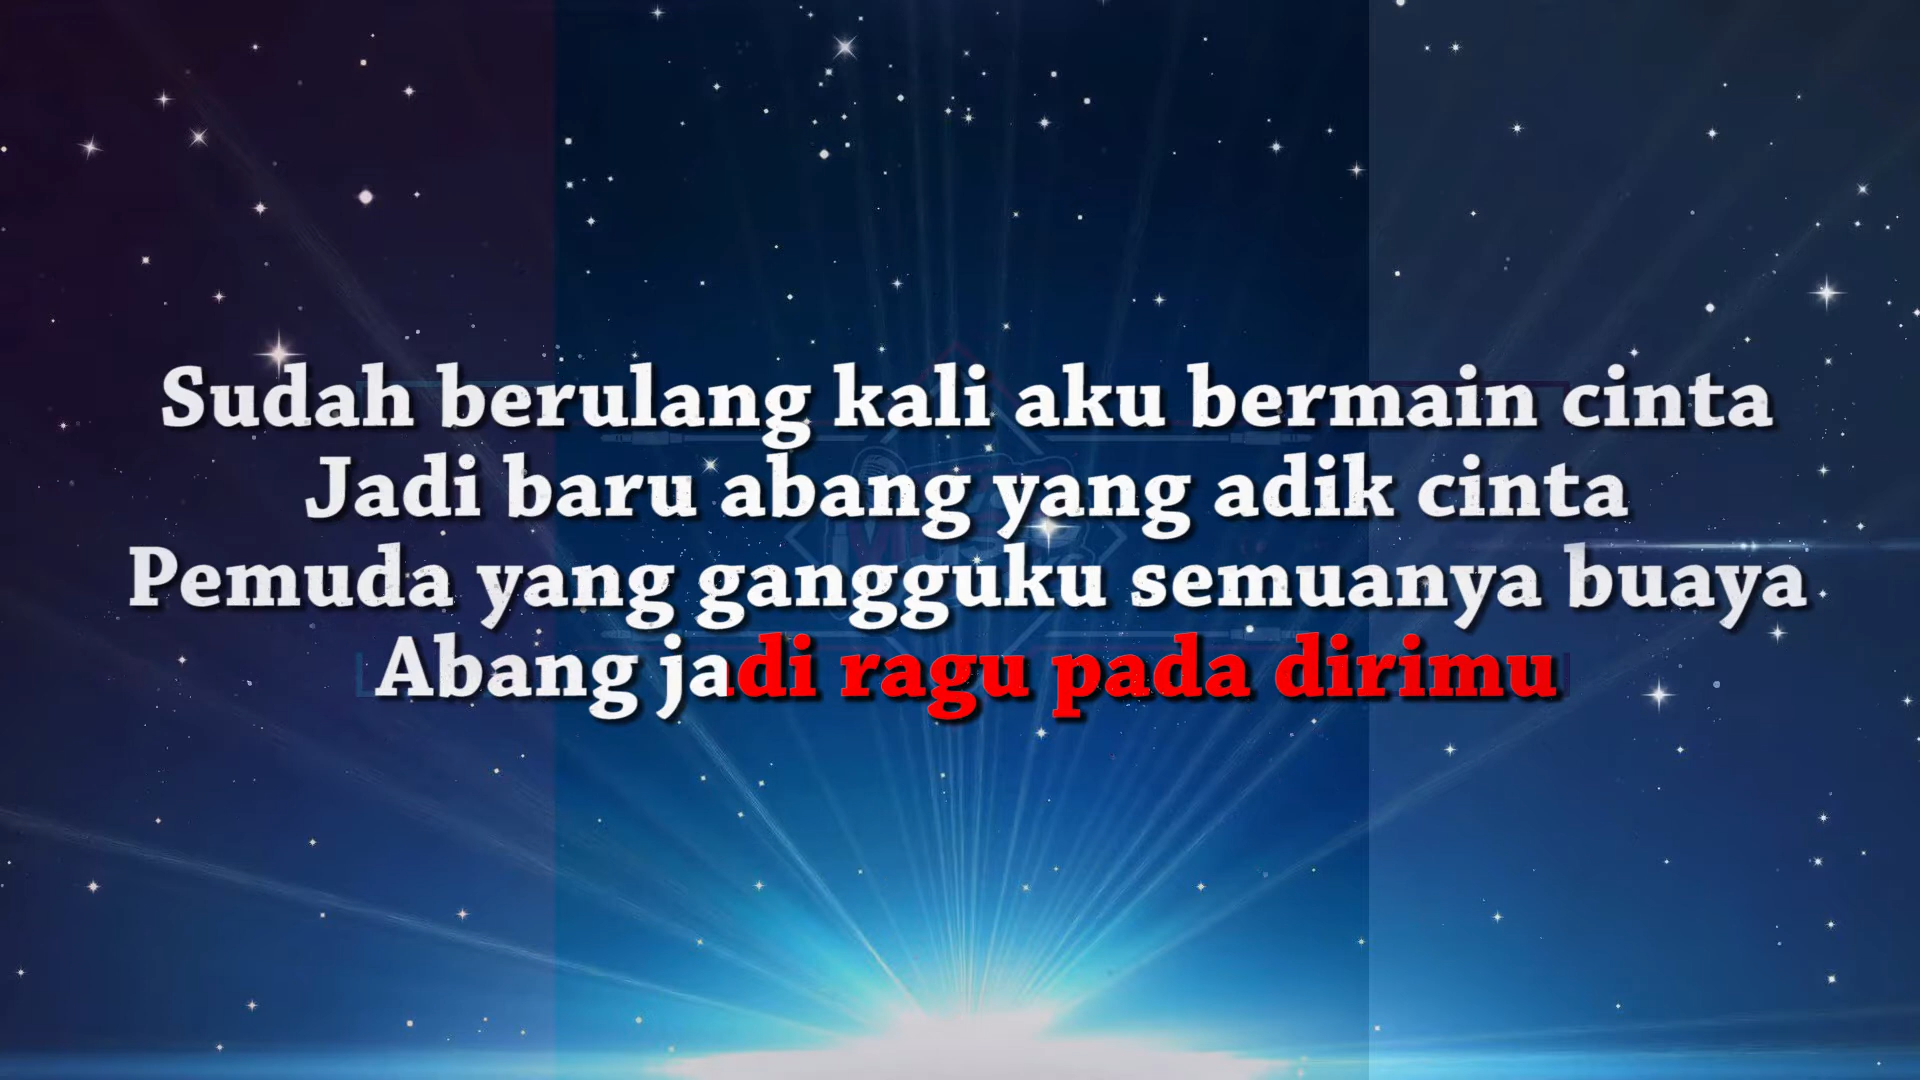 Sudah berulang kali aku bermain cinta
Jadi baru abang yang adik cinta
Pemuda yang gangguku semuanya buaya
Abang jadi ragu pada dirimu